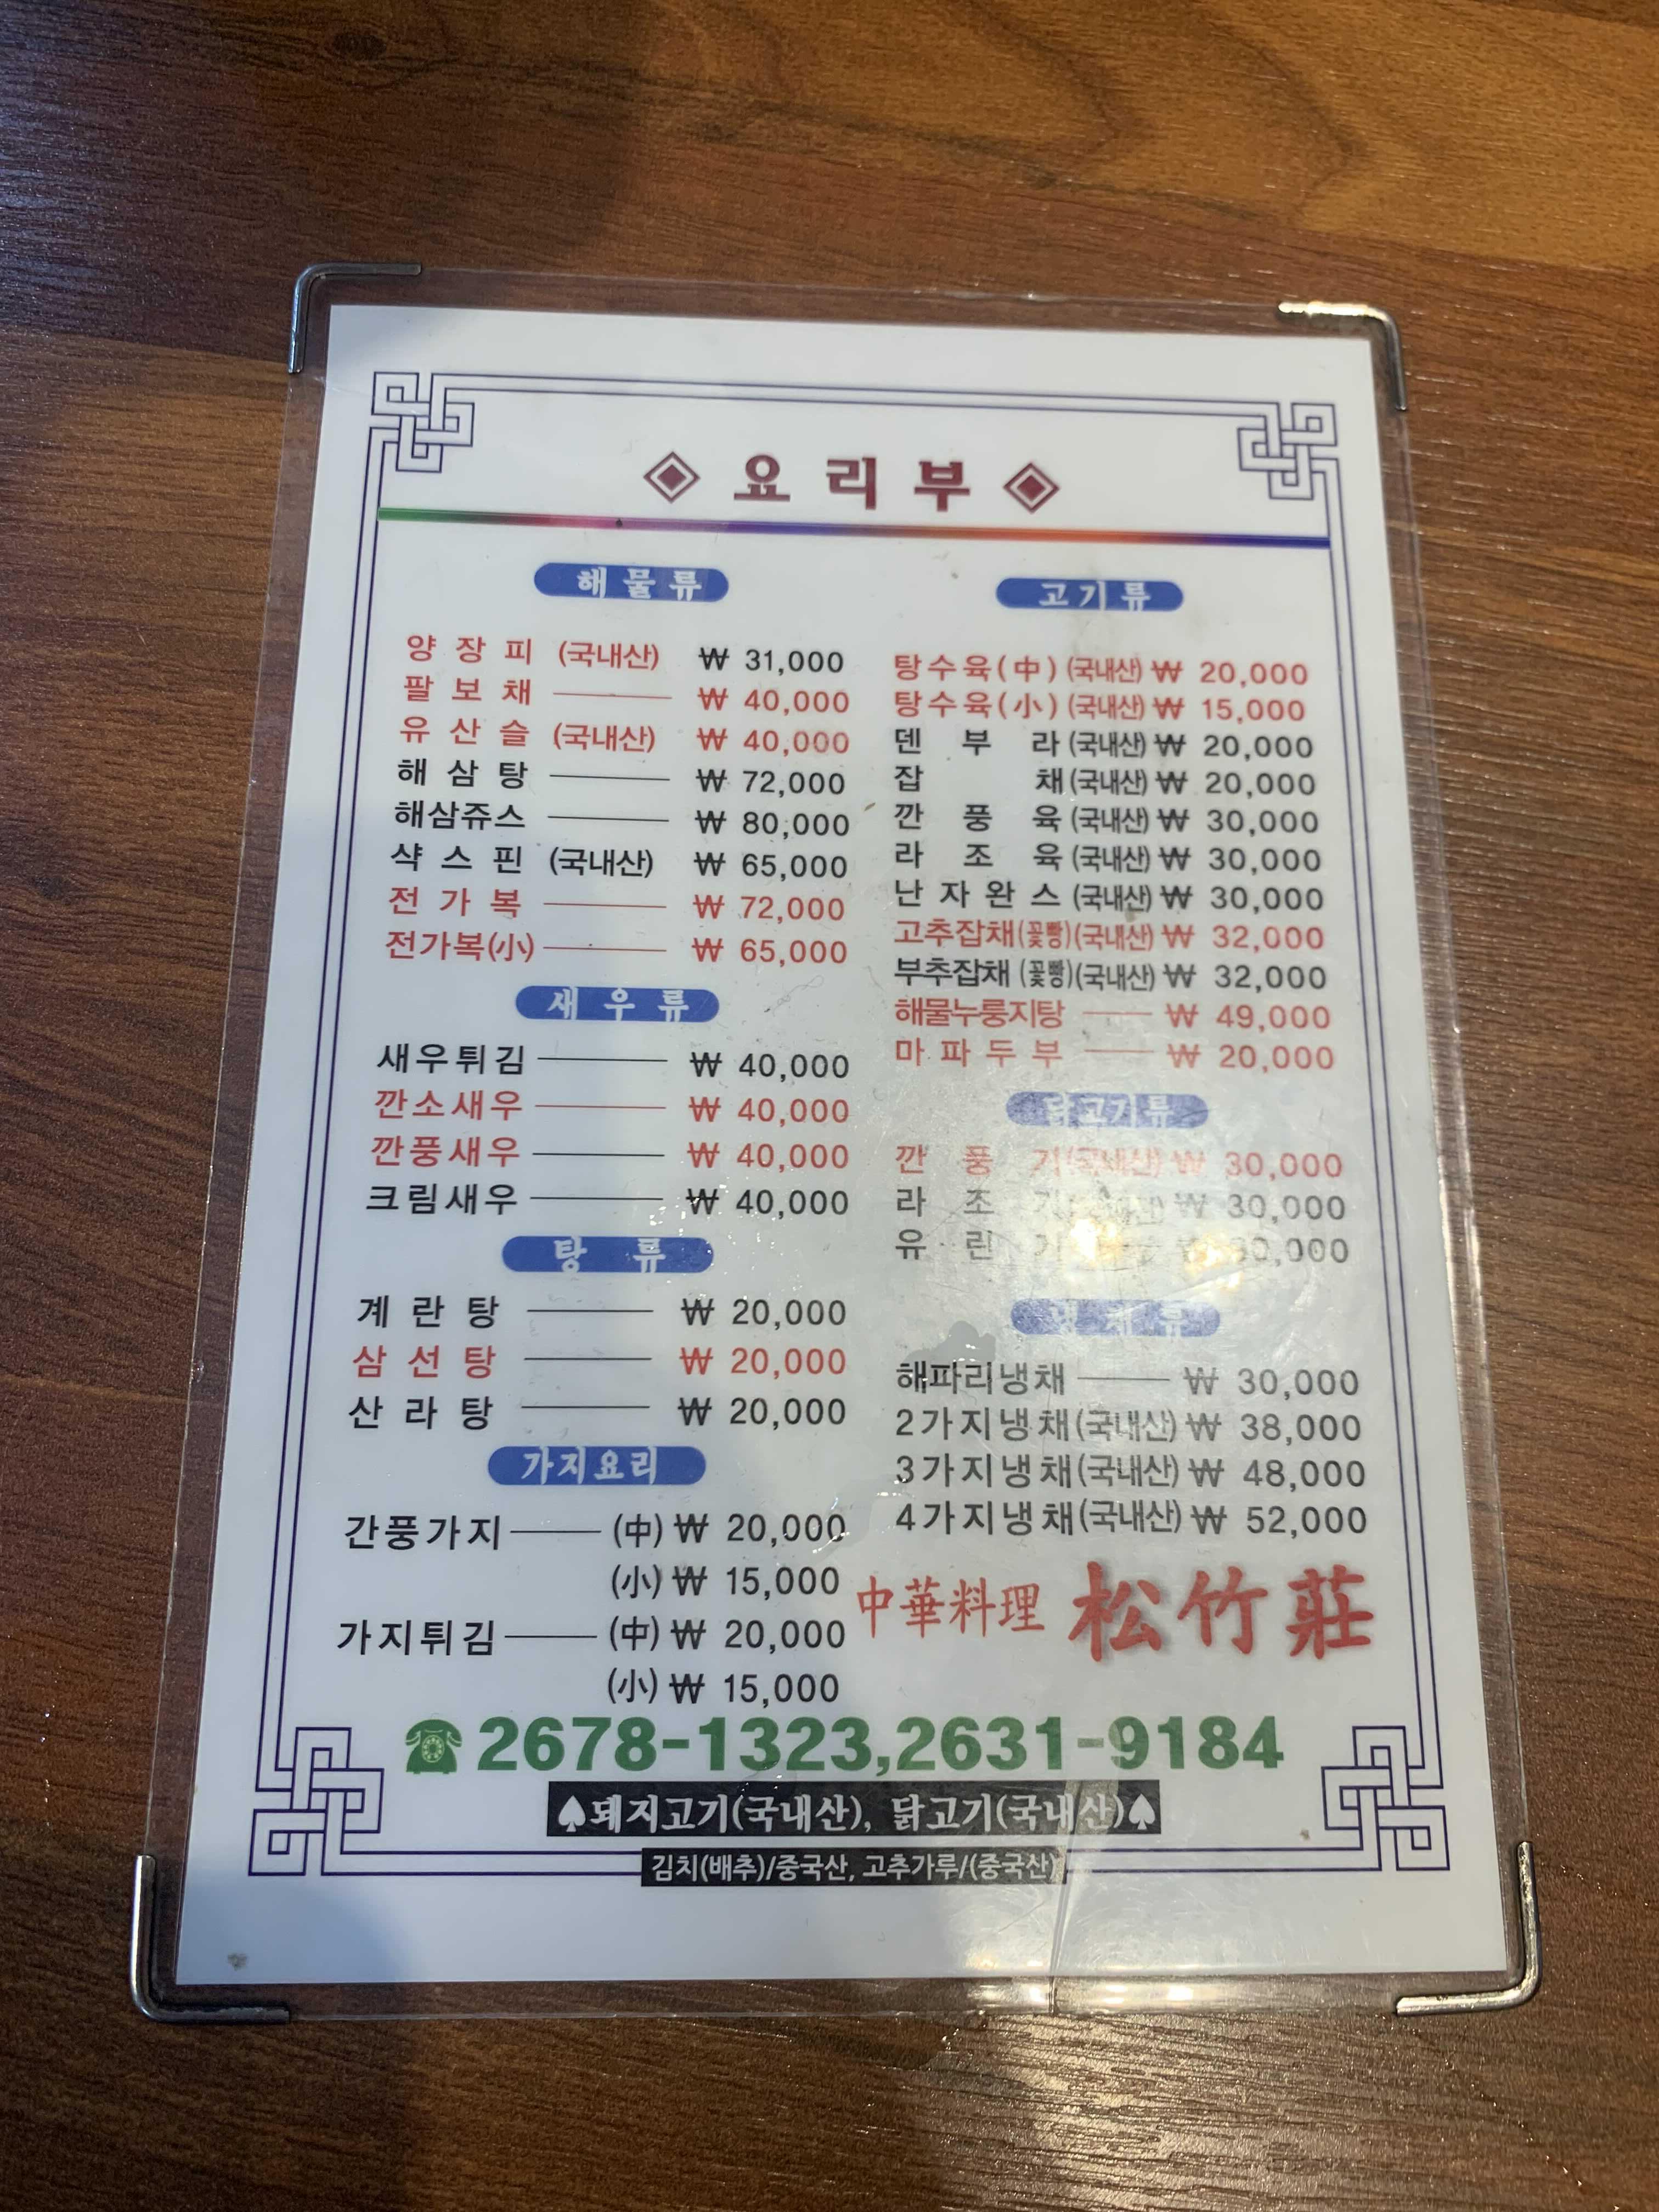 ◈ 요리부 ◈
해물류
양장피 (국내산) ₩ 31,000
팔보채 ₩ 40,000
유산슬 (국내산) ₩ 40,000
해삼탕 ₩ 72,000
해삼쥬스 ₩ 80,000
샥스핀 (국내산) ₩ 65,000
전가복 ₩ 72,000
전가복(小) ₩ 65,000
새우류
새우튀김 ₩ 40,000
깐소새우 ₩ 40,000
깐풍새우 ₩ 40,000
크림새우 ₩ 40,000
탕류
계란탕 ₩ 20,000
삼선탕 ₩ 20,000
산라탕 ₩ 20,000
가지요리
간풍가지 (中) ₩ 20,000
(小) ₩ 15,000
가지튀김 (中) ₩ 20,000
(小) ₩ 15,000
고기류
탕수육(中) (국내산) ₩ 20,000
탕수육(小) (국내산) ₩ 15,000
덴부라 (국내산) ₩ 20,000
잡채 (국내산) ₩ 20,000
깐풍육 (국내산) ₩ 30,000
라조육 (국내산) ₩ 30,000
난자완스 (국내산) ₩ 30,000
고추잡채(꽃빵)(국내산) ₩ 32,000
부추잡채(꽃빵)(국내산) ₩ 32,000
해물누룽지탕 ₩ 49,000
마파두부 ₩ 20,000
닭고기류
깐풍기(국내산) ₩ 30,000
라조기 ₩ 30,000
유린기
해파리냉채 ₩ 30,000
2가지냉채(국내산) ₩ 38,000
3가지냉채(국내산) ₩ 48,000
4가지냉채(국내산) ₩ 52,000
中華料理 松竹莊
☎ 2678-1323, 2631-9184
♠돼지고기(국내산), 닭고기(국내산)♠
김치(배추)/중국산, 고추가루/(중국산)